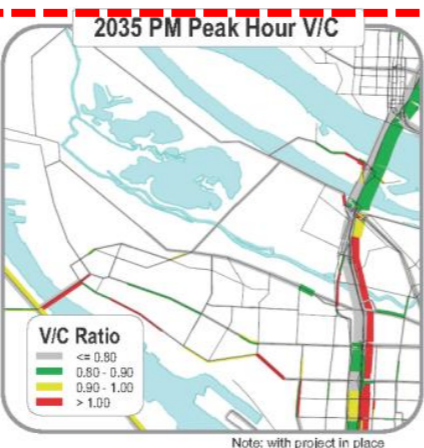 2035 PM Peak Hour V/C
V/C Ratio
<= 0.80
0.80 - 0.90
0.90 - 1.00
> 1.00
Note: with project in place